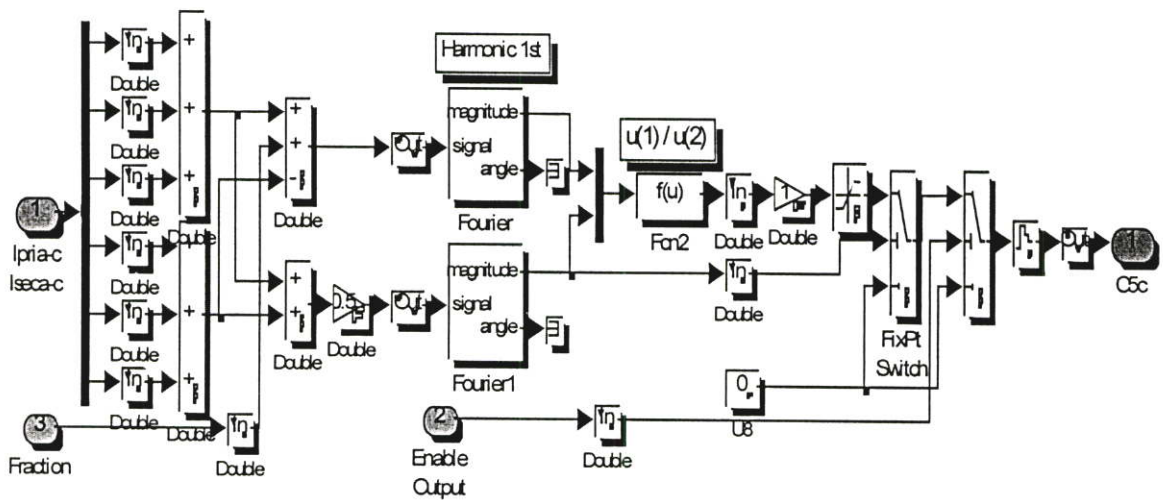 Double
Double
Double
Double
Double
Double
Double
Double
1
Ipria-c
Iseca-c
3
Fraction
Double
Double
Double
0.5
Double
Harmonic 1st
magnitude
signal
angle
Fourier
magnitude
signal
angle
Fourier1
2
Enable
Output
Double
u(1) / u(2)
f(u)
Fcn2
Double
1
Double
Double
0
U8
FixPt
Switch
1
C5c